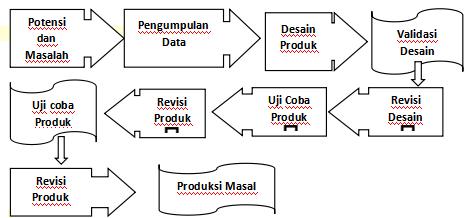 Potensi
dan
Masalah
Pengumpulan
Data
Desain
Produk
Validasi
Desain
Revisi
Desain
Uji Coba
Produk
Revisi
Produk
Uji coba
Produk
Revisi
Produk
Produksi Masal